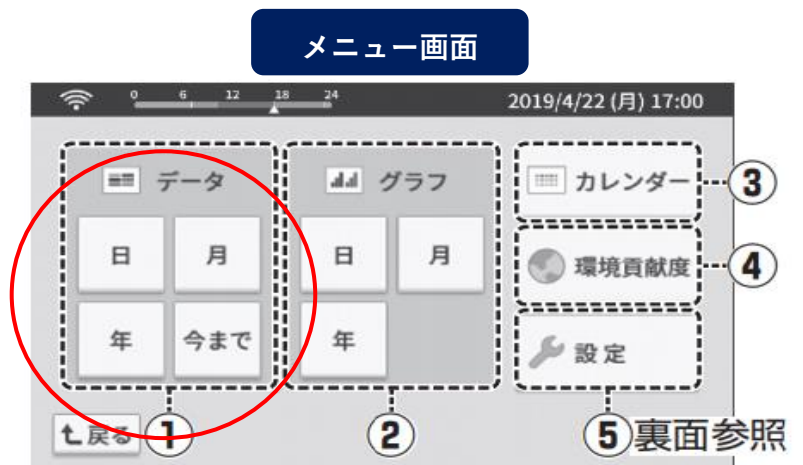 メニュー画面
0 6 12 18 24
2019/4/22 (月) 17:00
データ
日 月
年 今まで
①
グラフ
日 月
年
②
カレンダー ③
環境貢献度 ④
設定
⑤裏面参照
戻る